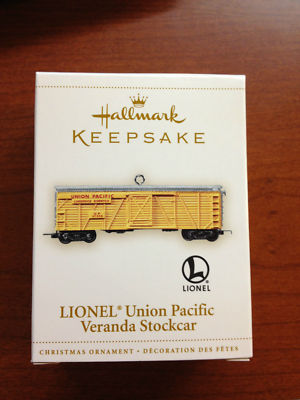 Hallmark
KEEPSAKE
UNION PACIFIC
LIONEL
LIONEL® Union Pacific
Veranda Stockcar
CHRISTMAS ORNAMENT • DÉCORATION DES FÊTES